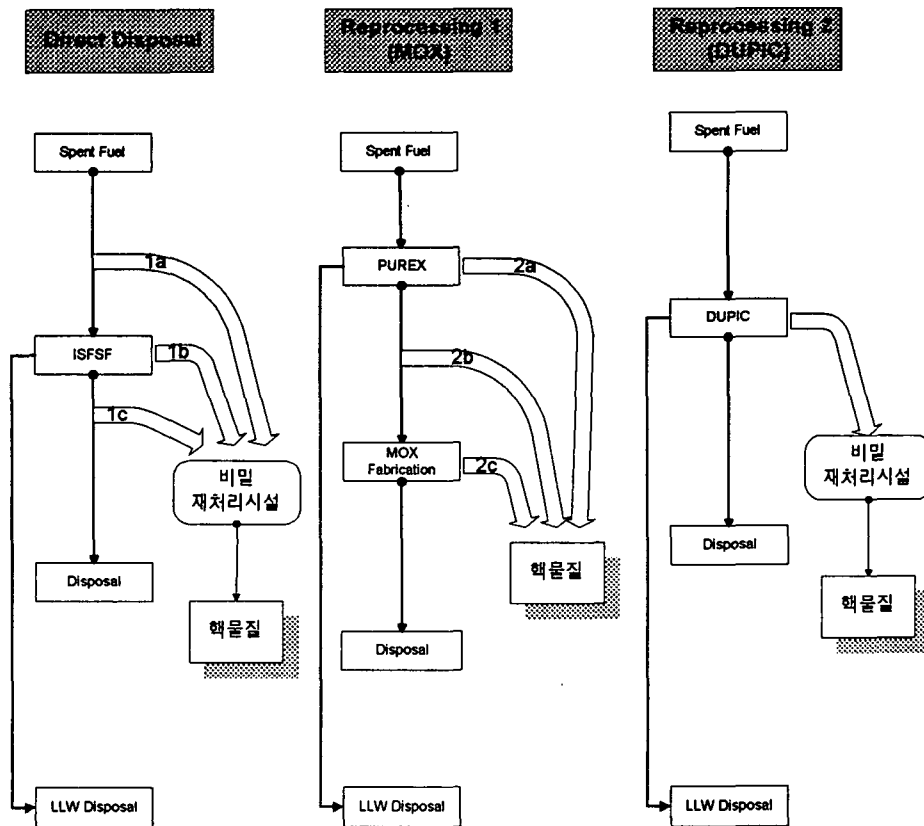 Direct Disposal
Reprocessing 1
(MOX)
Reprocessing 2
(DUPIC)
Spent Fuel
1a
ISFSF
1b
1c
비밀
재처리시설
Disposal
핵물질
LLW Disposal
Spent Fuel
PUREX
2a
2b
MOX
Fabrication
2c
핵물질
Disposal
LLW Disposal
Spent Fuel
DUPIC
비밀
재처리시설
Disposal
핵물질
LLW Disposal